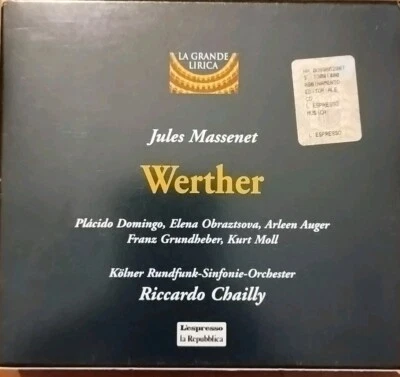 LA GRANDE
LIRICA
Jules Massenet
Werther
Plácido Domingo, Elena Obraztsova, Arleen Auger
Franz Grundheber, Kurt Moll
Kölner Rundfunk-Sinfonie-Orchester
Riccardo Chailly
L'espresso
la Repubblica
L ESPRESSO